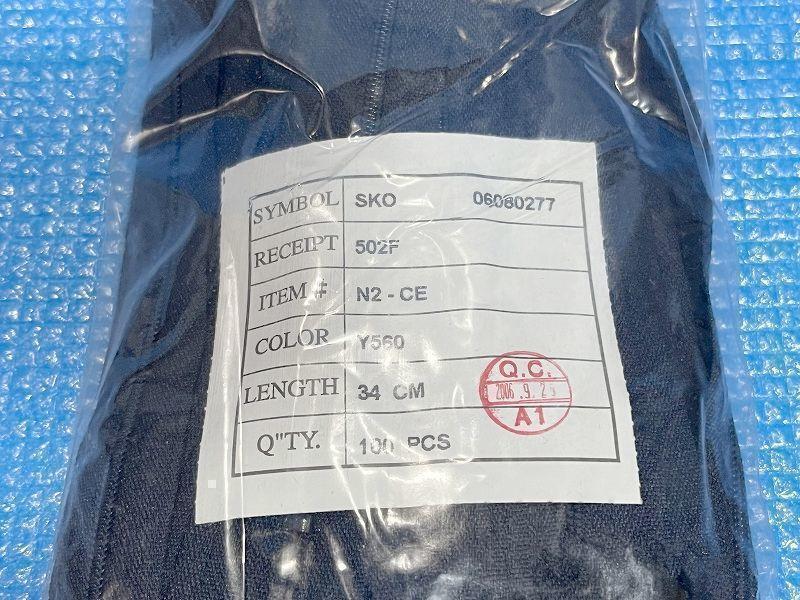 SYMBOL SKO 06080277
RECEIPT 502F
ITEM # N2 - CE
COLOR Y560
LENGTH 34 CM
Q"TY. 100 PCS
Q.C.
2006. 9. 2
A1